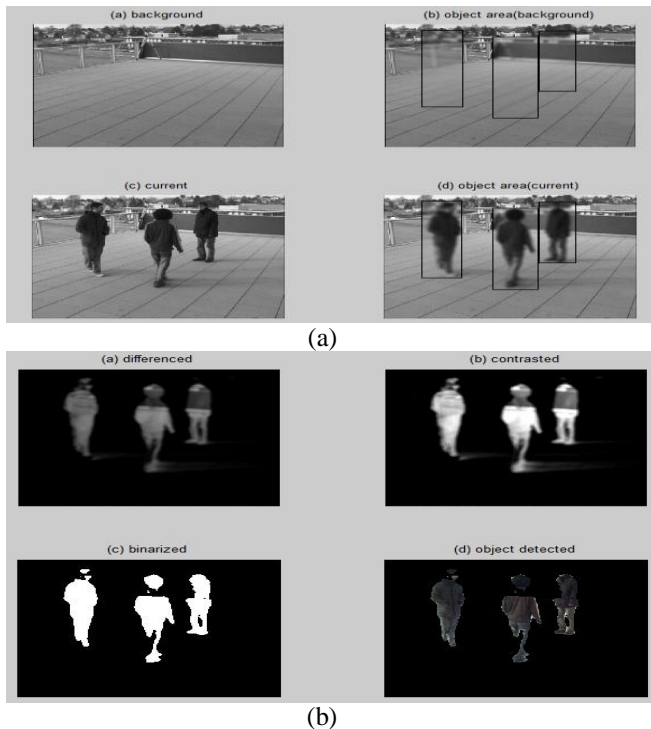 (a) background
(b) object area(background)
(c) current
(d) object area(current)
(a)
(a) differenced
(b) contrasted
(c) binarized
(d) object detected
(b)